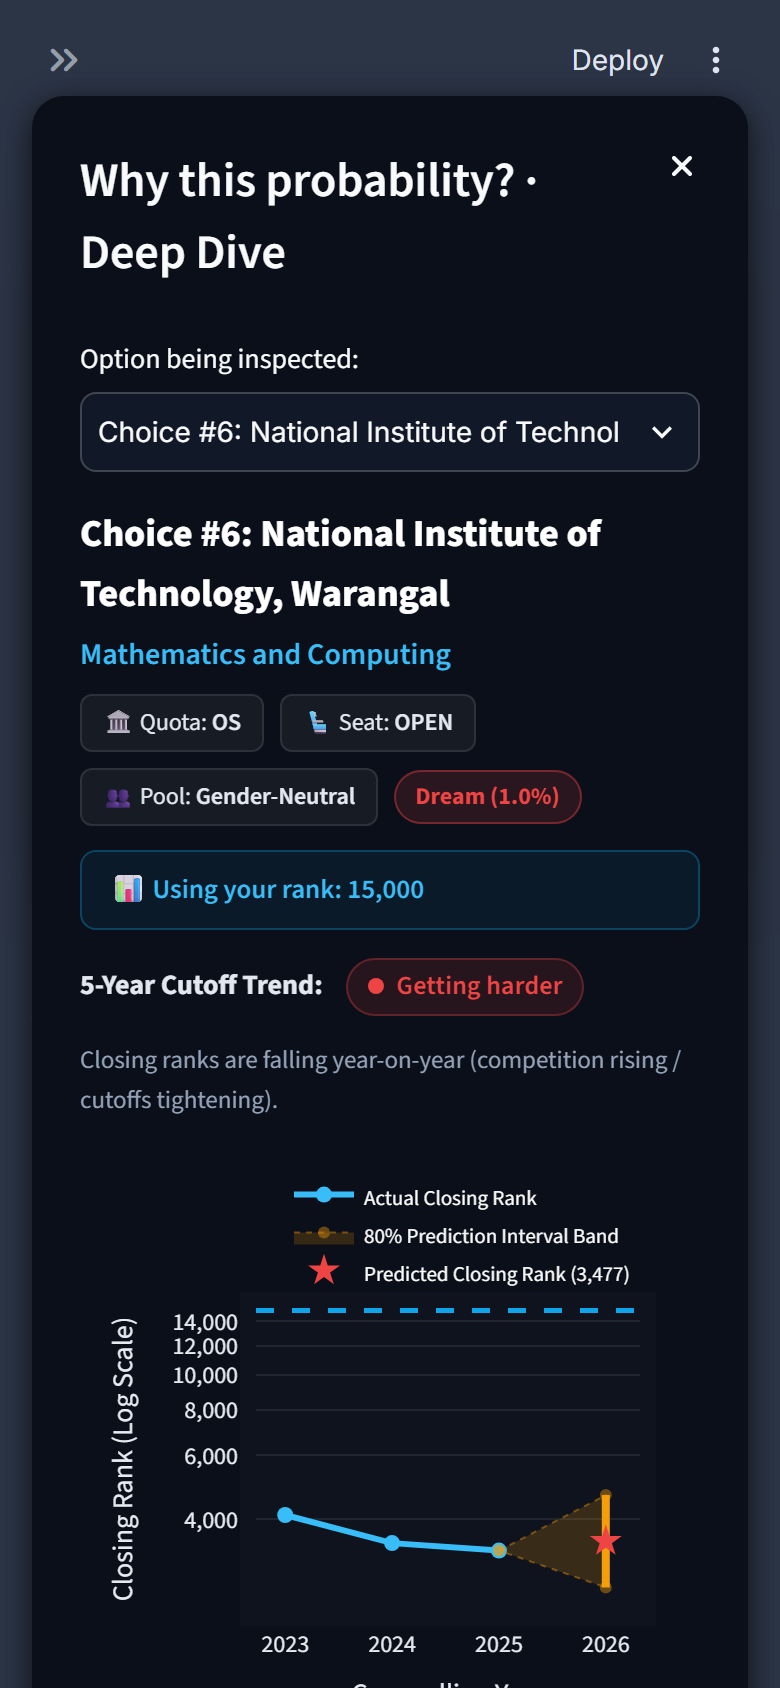 Deploy
Why this probability? ·
Deep Dive
Option being inspected:
Choice #6: National Institute of Technol
Choice #6: National Institute of
Technology, Warangal
Mathematics and Computing
Quota: OS
Seat: OPEN
Pool: Gender-Neutral
Dream (1.0%)
Using your rank: 15,000
5-Year Cutoff Trend:
Getting harder
Closing ranks are falling year-on-year (competition rising /
cutoffs tightening).
Actual Closing Rank
80% Prediction Interval Band
Predicted Closing Rank (3,477)
Closing Rank (Log Scale)
14,000
12,000
10,000
8,000
6,000
4,000
2023
2024
2025
2026